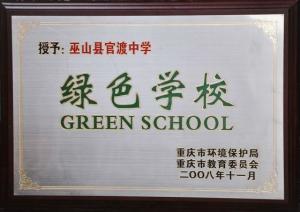 授予：巫山县官渡中学
绿色学校
GREEN SCHOOL
重庆市环境保护局
重庆市教育委员会
二〇〇八年十一月